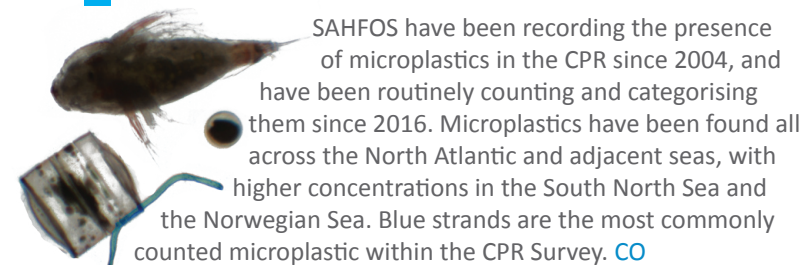 SAHFOS have been recording the presence
of microplastics in the CPR since 2004, and
have been routinely counting and categorising
them since 2016. Microplastics have been found all
across the North Atlantic and adjacent seas, with
higher concentrations in the South North Sea and
the Norwegian Sea. Blue strands are the most commonly
counted microplastic within the CPR Survey. CO